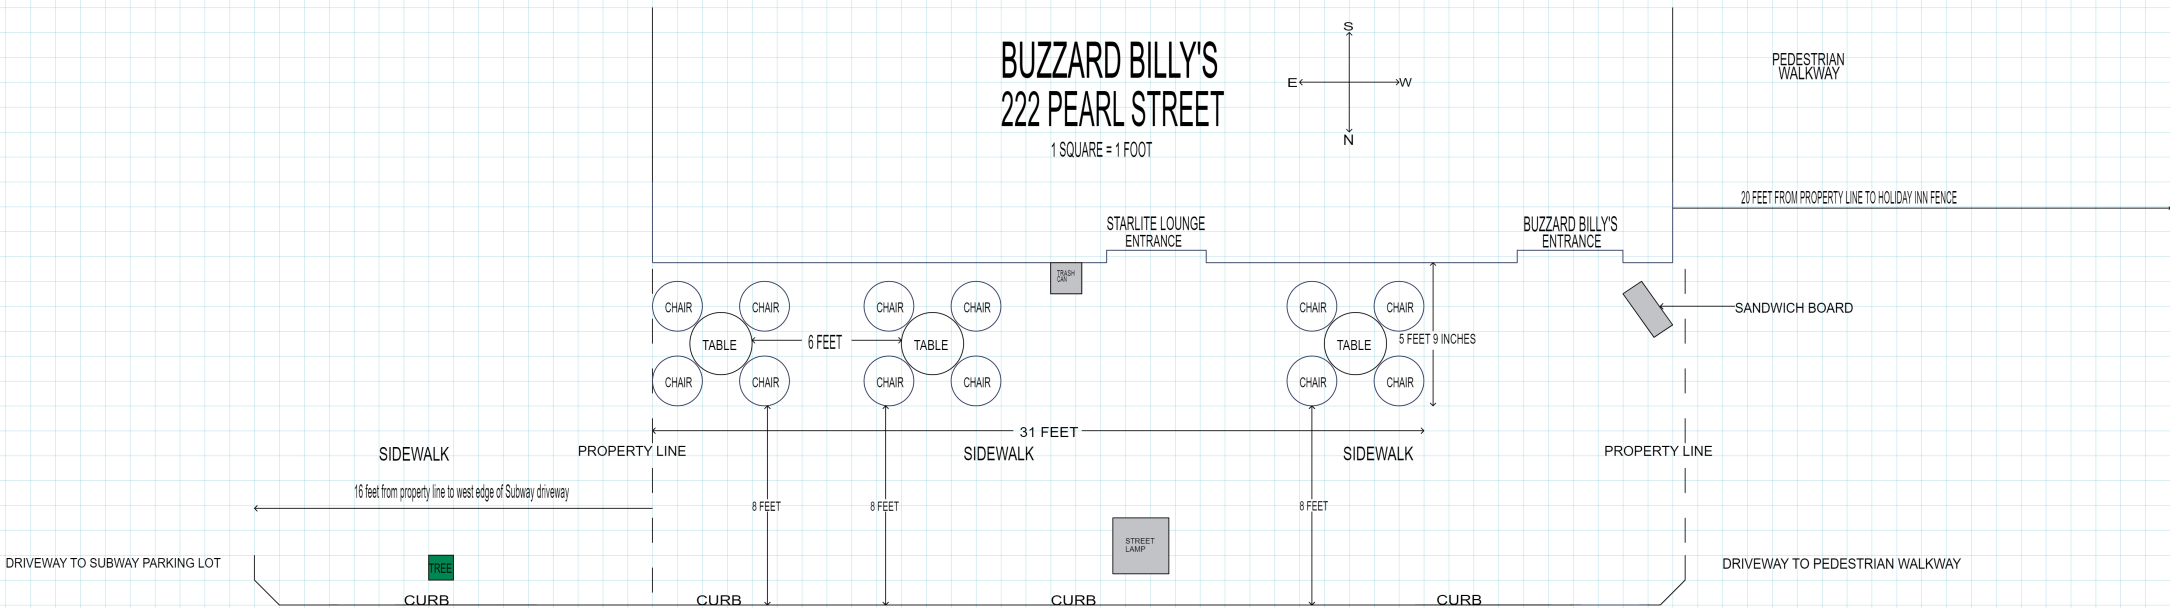 S
BUZZARD BILLY'S
PEDESTRIAN
WALKWAY
E
W
222 PEARL STREET
N
1 SQUARE = 1 FOOT
20 FEET FROM PROPERTY LINE TO HOLIDAY INN FENCE
STARLITE LOUNGE
ENTRANCE
BUZZARD BILLY'S
ENTRANCE
TRASH
CAN
CHAIR
CHAIR
CHAIR
CHAIR
CHAIR
CHAIR
SANDWICH BOARD
TABLE
6 FEET
TABLE
TABLE
5 FEET 9 INCHES
CHAIR
CHAIR
CHAIR
CHAIR
CHAIR
CHAIR
31 FEET
SIDEWALK
PROPERTY LINE
SIDEWALK
SIDEWALK
PROPERTY LINE
16 feet from property line to west edge of Subway driveway
8 FEET
8 FEET
8 FEET
STREET
LAMP
DRIVEWAY TO SUBWAY PARKING LOT
TREE
DRIVEWAY TO PEDESTRIAN WALKWAY
CURB
CURB
CURB
CURB